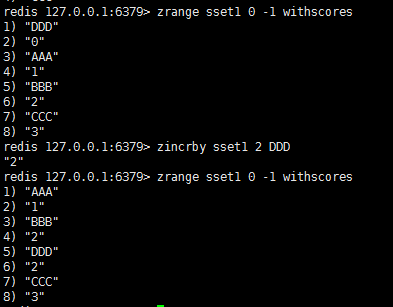 redis 127.0.0.1:6379> zrange sset1 0 -1 withscores
1) "DDD"
2) "0"
3) "AAA"
4) "1"
5) "BBB"
6) "2"
7) "CCC"
8) "3"
redis 127.0.0.1:6379> zincrby sset1 2 DDD
"2"
redis 127.0.0.1:6379> zrange sset1 0 -1 withscores
1) "AAA"
2) "1"
3) "BBB"
4) "2"
5) "DDD"
6) "2"
7) "CCC"
8) "3"